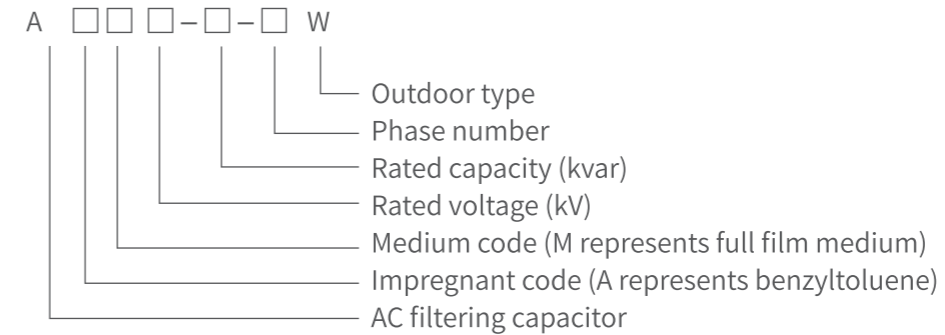 A □□ □-□-□ W
Outdoor type
Phase number
Rated capacity (kvar)
Rated voltage (kV)
Medium code (M represents full film medium)
Impregnant code (A represents benzyltoluene)
AC filtering capacitor